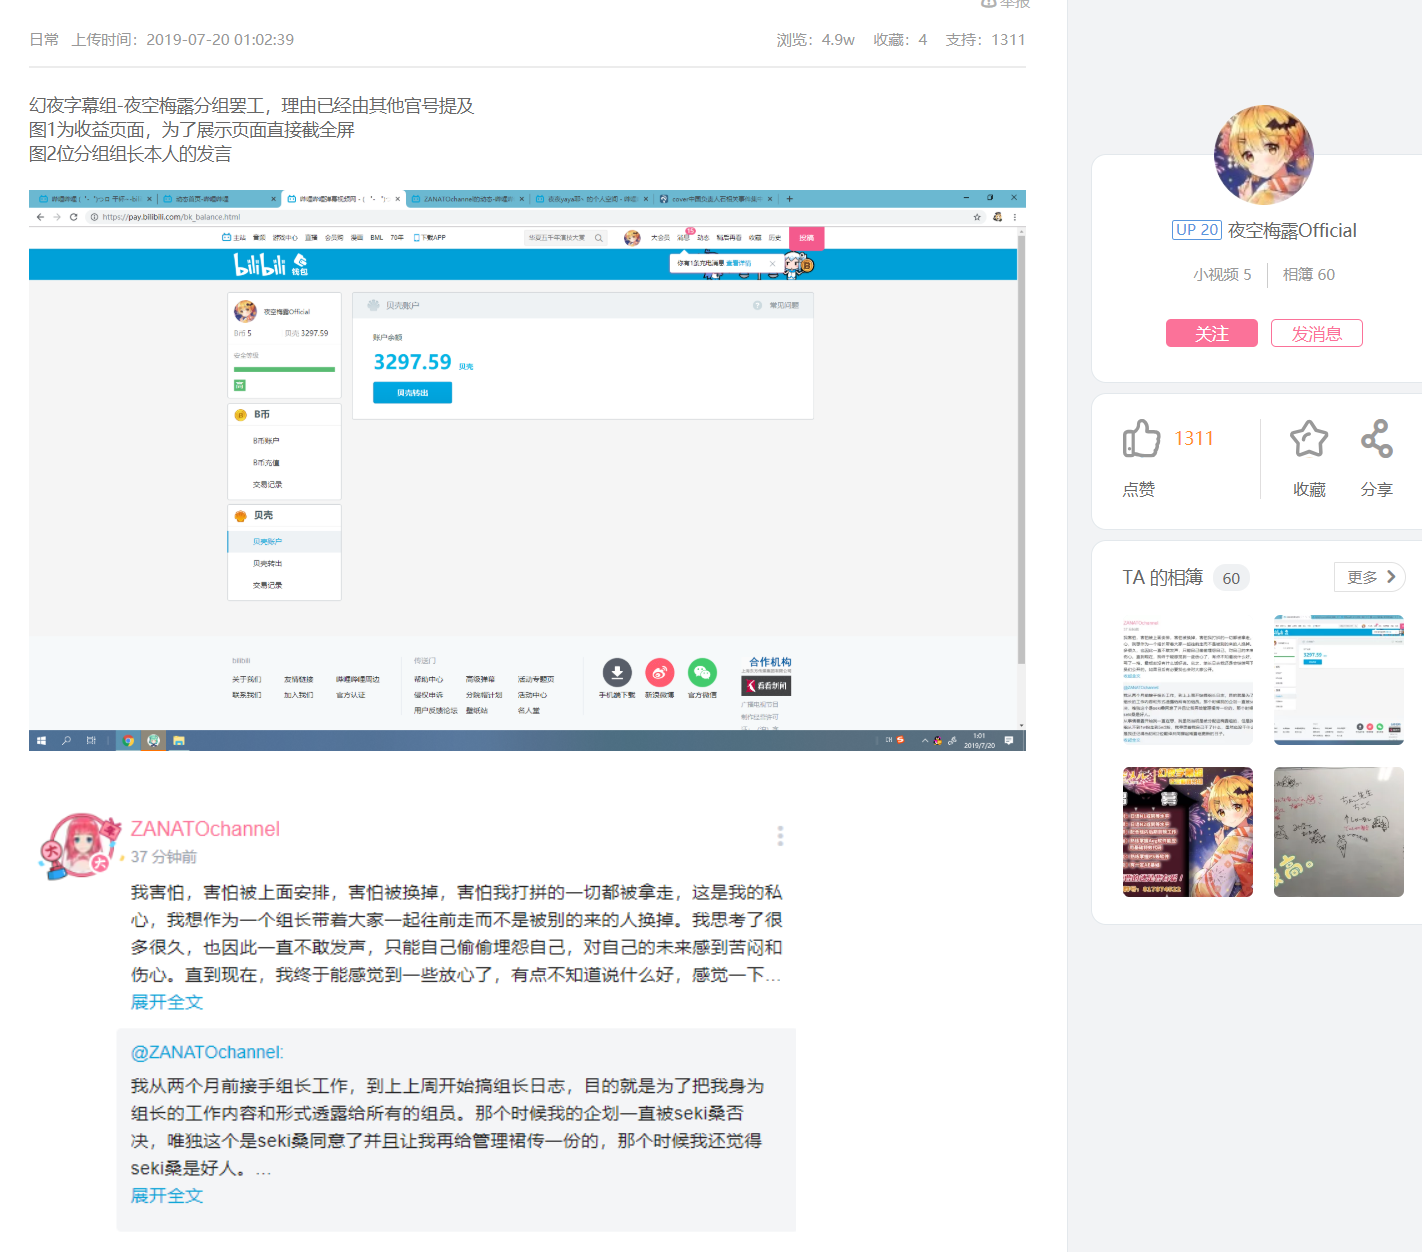 举报
日常 上传时间：2019-07-20 01:02:39 浏览：4.9w 收藏：4 支持：1311
幻夜字幕组-夜空梅露分组罢工，理由已经由其他官号提及
图1为收益页面，为了展示页面直接截全屏
图2位分组组长本人的发言
https://pay.bilibili.com/bk_balance.html
主站 番剧 游戏中心 直播 会员购 漫画 BML 70年 下载APP
大会员 消息 动态 稍后再看 收藏 历史 投稿
bilibili 钱包
你有1条充电消息 查看详情
夜空梅露Official
B币 5 贝壳 3297.59
安全等级
高
贝壳账户 常见问题
账户余额
3297.59 贝壳
贝壳转出
B币
B币账户
B币充值
交易记录
贝壳
贝壳账户
贝壳转出
交易记录
bilibili
关于我们 友情链接 哔哩哔哩周边
联系我们 加入我们 官方认证
传送门
帮助中心 高级弹幕 活动专题页
侵权申诉 分院帽计划 活动中心
用户反馈论坛 壁纸站 名人堂
手机端下载 新浪微博 官方微信
合作机构
看看新闻
1:01
2019/7/20
ZANATOchannel
37 分钟前
我害怕，害怕被上面安排，害怕被换掉，害怕我打拼的一切都被拿走，这是我的私
心，我想作为一个组长带着大家一起往前走而不是被别的来的人换掉。我思考了很
多很久，也因此一直不敢发声，只能自己偷偷埋怨自己，对自己的未来感到苦闷和
伤心。直到现在，我终于能感觉到一些放心了，有点不知道说什么好，感觉一下...
展开全文
@ZANATOchannel:
我从两个月前接手组长工作，到上上周开始搞组长日志，目的就是为了把我身为
组长的工作内容和形式透露给所有的组员。那个时候我的企划一直被seki桑否
决，唯独这个是seki桑同意了并且让我再给管理裙传一份的，那个时候我还觉得
seki桑是好人。...
展开全文
UP 20 夜空梅露Official
小视频 5 相簿 60
关注 发消息
1311
点赞 收藏 分享
TA 的相簿 60 更多